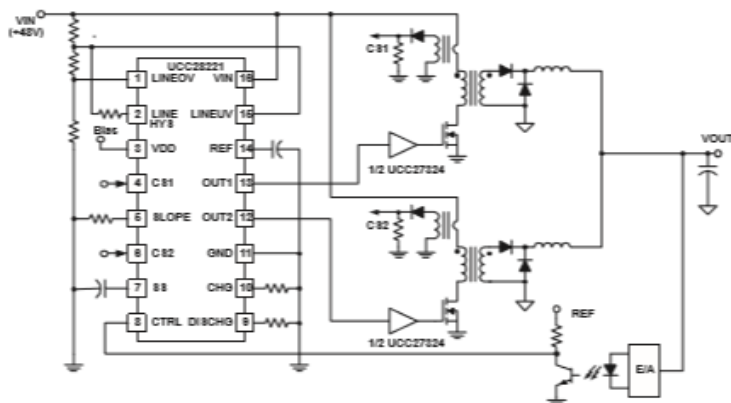 VIN
(+48V)
UCC28221
1 LINEOV VIN 16
2 LINE HYS LINEUV 15
Bias
3 VDD REF 14
4 CS1 OUT1 13
5 SLOPE OUT2 12
6 CS2 GND 11
7 SS CHG 10
8 CTRL DISCHG 9
CS1
1/2 UCC27324
CS2
1/2 UCC27324
VOUT
REF
E/A